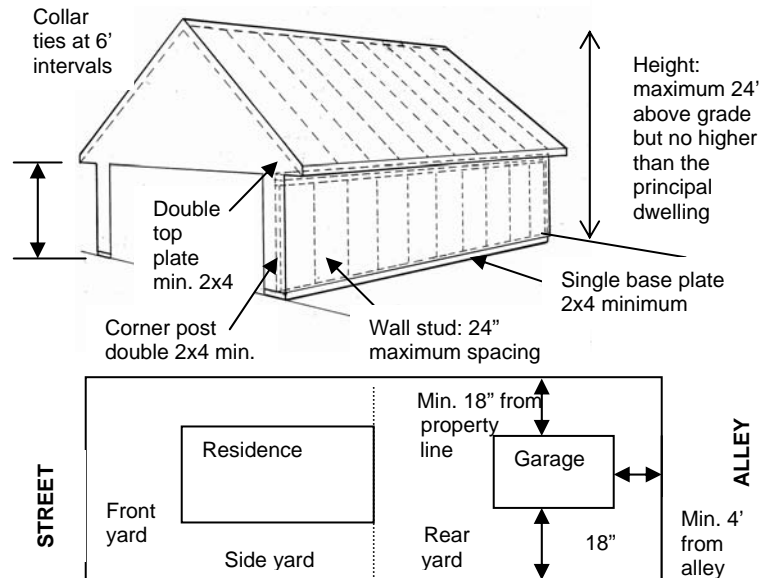 Collar
ties at 6’
intervals
Height:
maximum 24’
above grade
but no higher
than the
principal
dwelling
Double
top
plate
min. 2x4
Single base plate
2x4 minimum
Corner post
double 2x4 min.
Wall stud: 24”
maximum spacing
STREET
Residence
Front
yard
Side yard
Min. 18” from
property
line
Garage
Rear
yard
18”
ALLEY
Min. 4’
from
alley